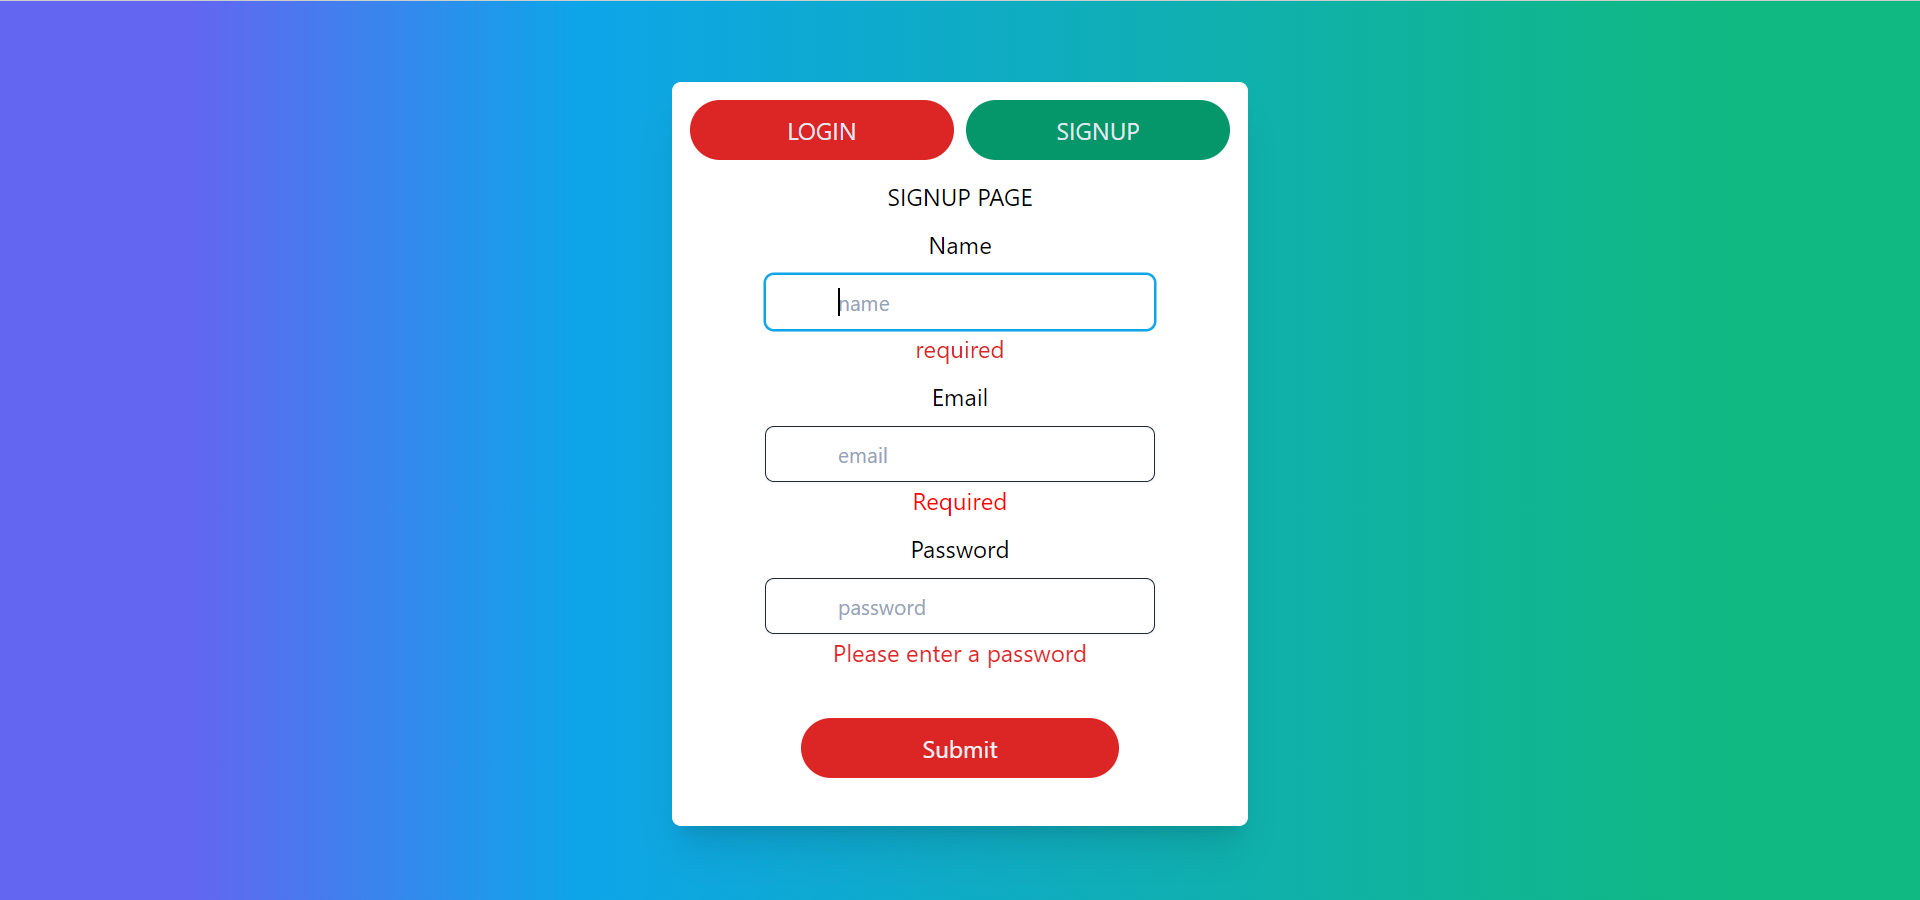 LOGIN SIGNUP
SIGNUP PAGE
Name
name
required
Email
email
Required
Password
password
Please enter a password
Submit